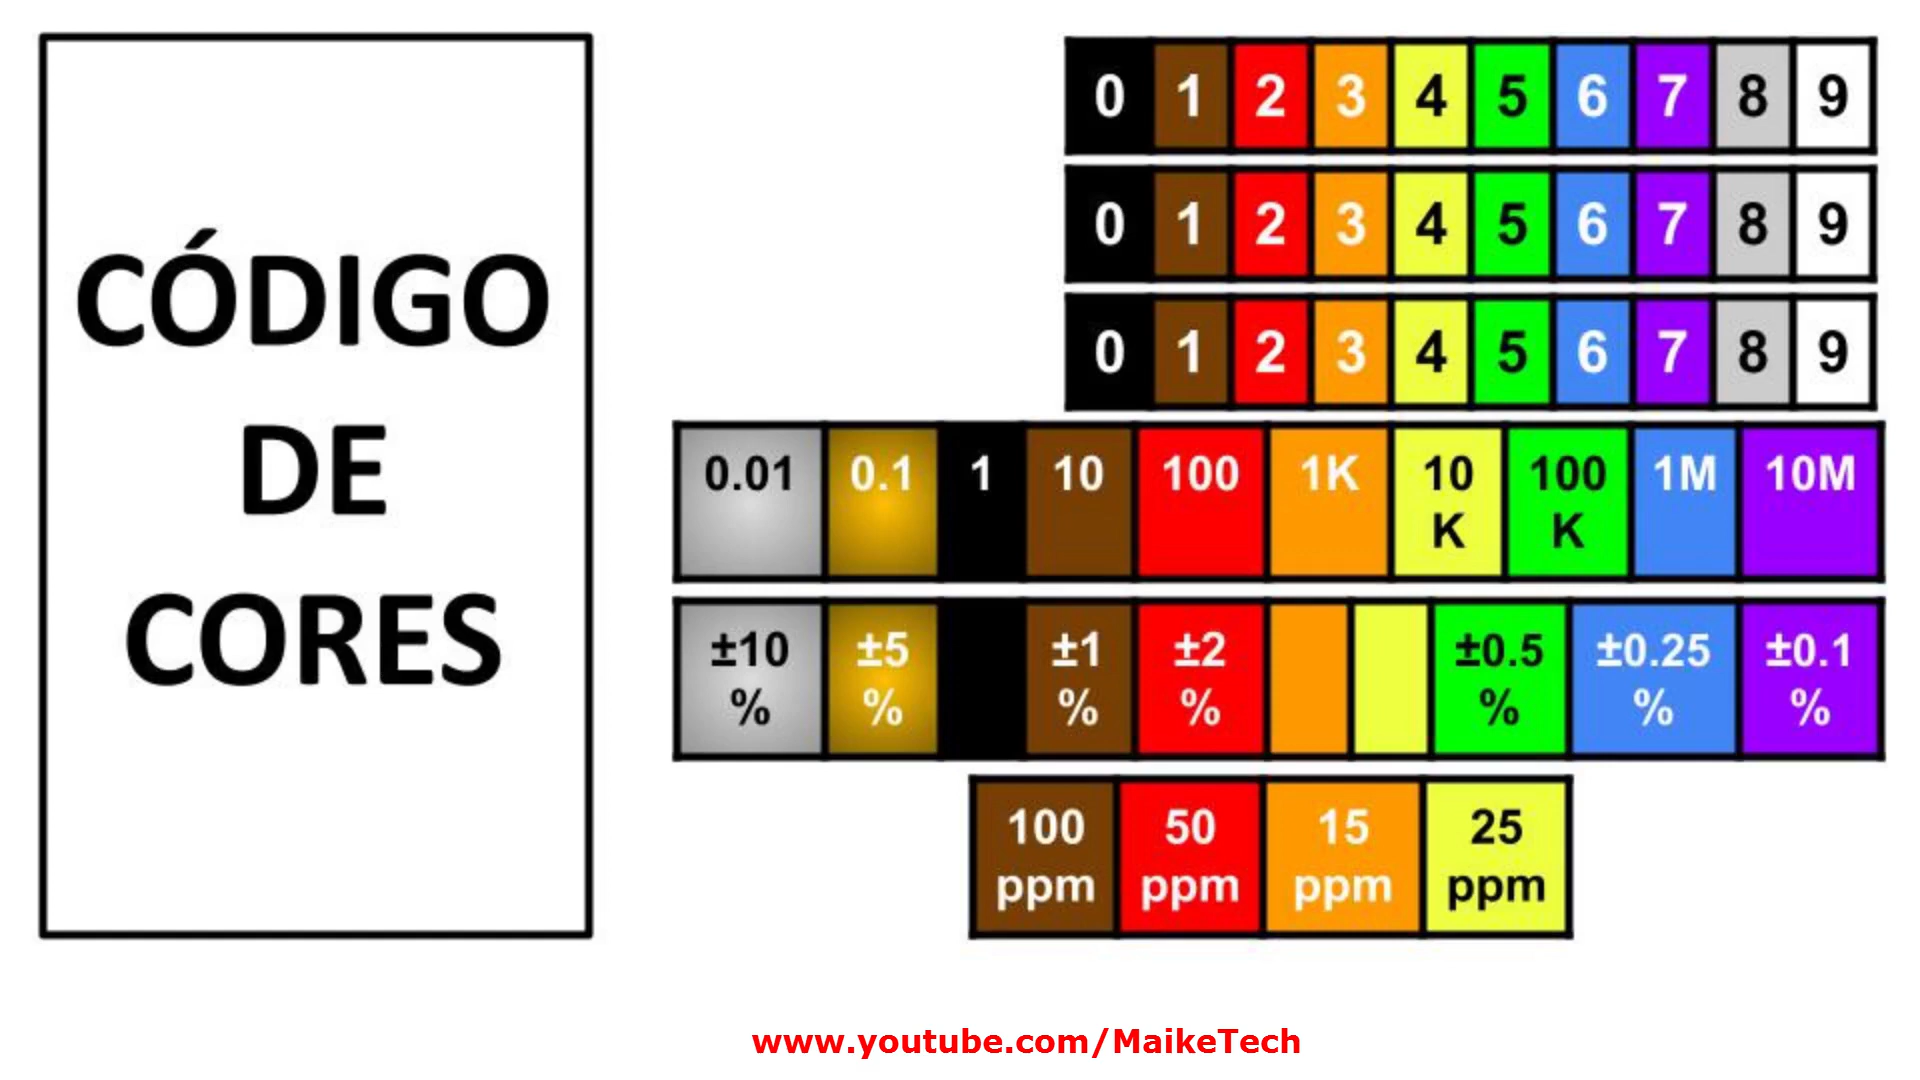 CÓDIGO
DE
CORES
0 1 2 3 4 5 6 7 8 9
0 1 2 3 4 5 6 7 8 9
0 1 2 3 4 5 6 7 8 9
0.01 0.1 1 10 100 1K 10 K 100 K 1M 10M
±10 % ±5 % ±1 % ±2 % ±0.5 % ±0.25 % ±0.1 %
100 ppm 50 ppm 15 ppm 25 ppm
www.youtube.com/MaikeTech